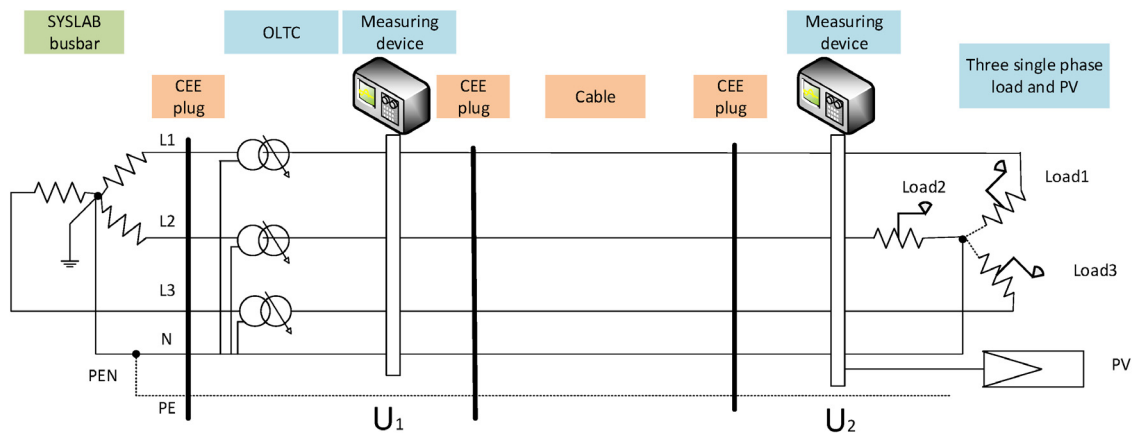 SYSLAB
busbar
OLTC
Measuring
device
Measuring
device
Three single phase
load and PV
CEE
plug
CEE
plug
Cable
CEE
plug
L1
Load1
Load2
L2
Load3
L3
N
PEN
PV
PE
U1
U2